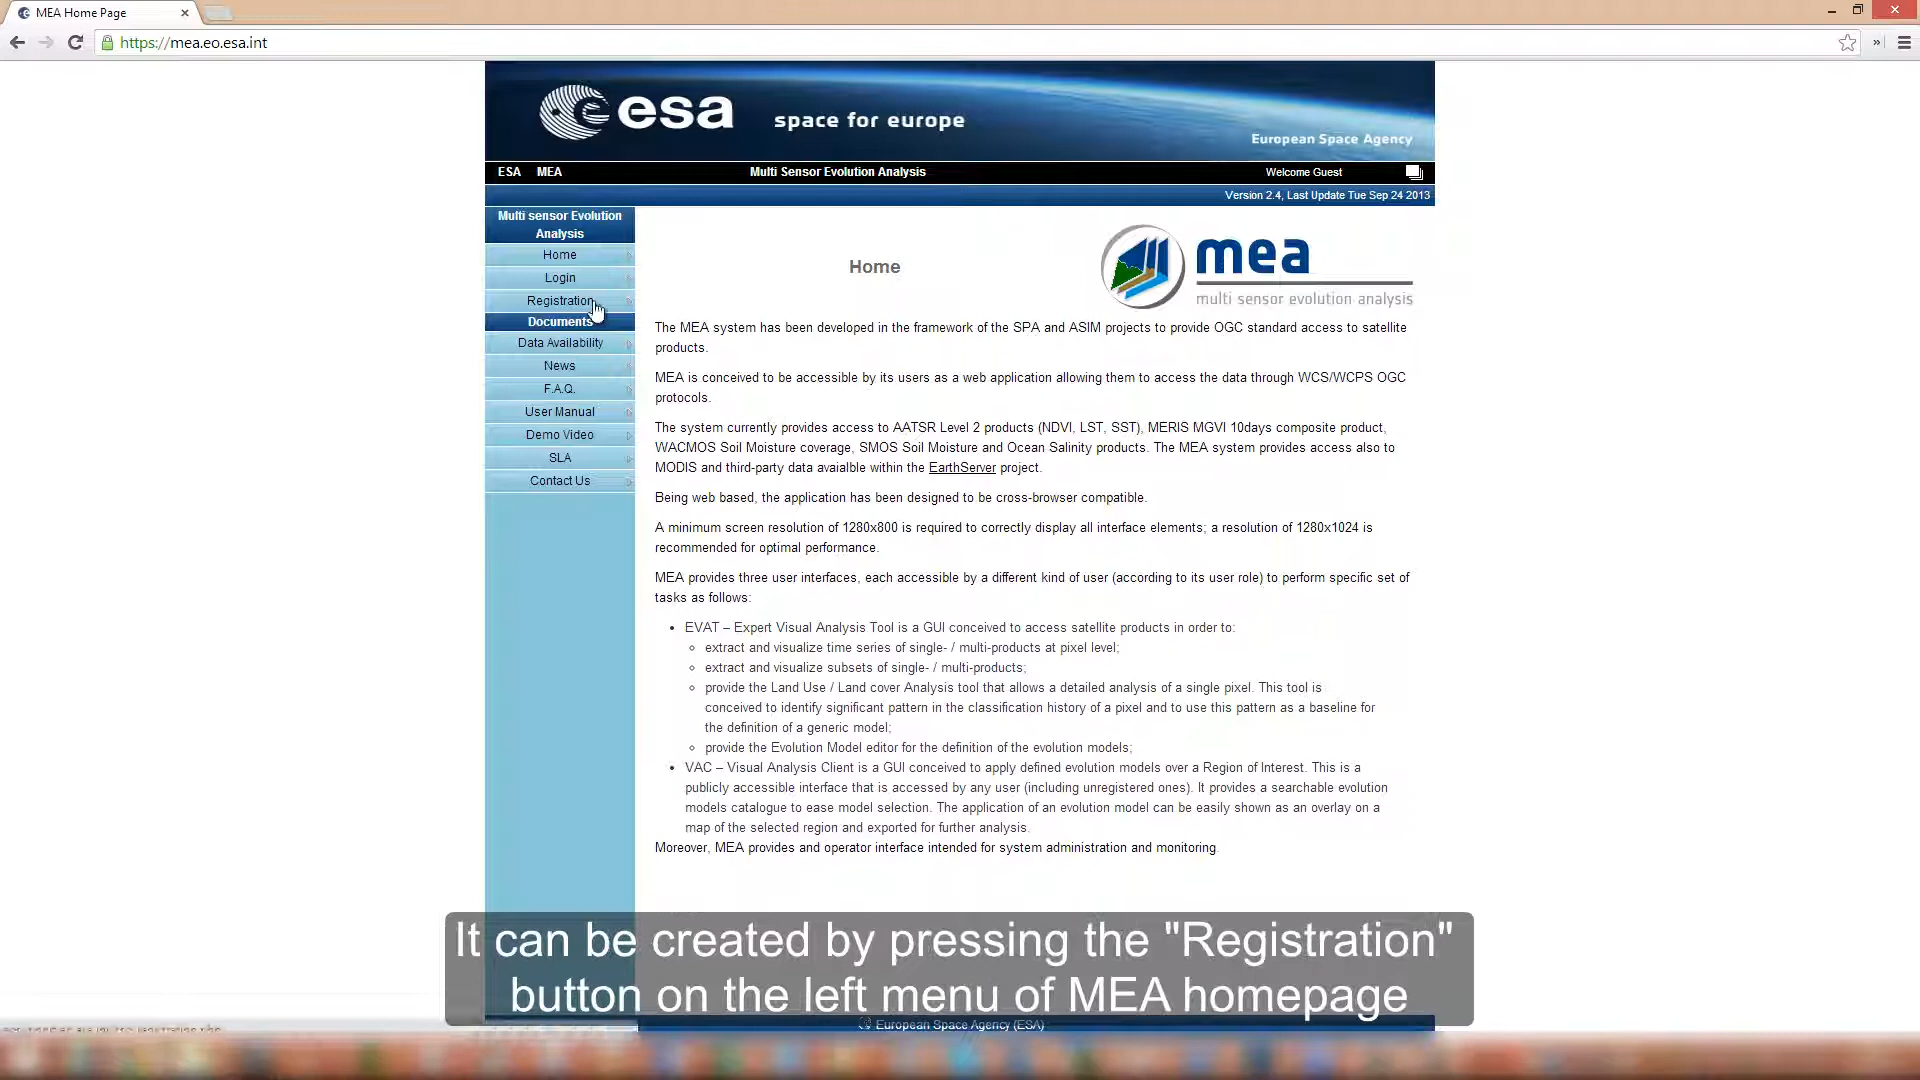 MEA Home Page
https://mea.eo.esa.int
esa space for europe
European Space Agency
ESA MEA Multi Sensor Evolution Analysis Welcome Guest
Version 2.4, Last Update Tue Sep 24 2013
Multi sensor Evolution
Analysis
Home
Login
Registration
Documents
Data Availability
News
F.A.Q.
User Manual
Demo Video
SLA
Contact Us
Home
mea
multi sensor evolution analysis
The MEA system has been developed in the framework of the SPA and ASIM projects to provide OGC standard access to satellite
products.
MEA is conceived to be accessible by its users as a web application allowing them to access the data through WCS/WCPS OGC
protocols.
The system currently provides access to AATSR Level 2 products (NDVI, LST, SST), MERIS MGVI 10days composite product,
WACMOS Soil Moisture coverage, SMOS Soil Moisture and Ocean Salinity products. The MEA system provides access also to
MODIS and third-party data avaialble within the EarthServer project.
Being web based, the application has been designed to be cross-browser compatible.
A minimum screen resolution of 1280x800 is required to correctly display all interface elements; a resolution of 1280x1024 is
recommended for optimal performance.
MEA provides three user interfaces, each accessible by a different kind of user (according to its user role) to perform specific set of
tasks as follows:
• EVAT – Expert Visual Analysis Tool is a GUI conceived to access satellite products in order to:
◦ extract and visualize time series of single- / multi-products at pixel level;
◦ extract and visualize subsets of single- / multi-products;
◦ provide the Land Use / Land cover Analysis tool that allows a detailed analysis of a single pixel. This tool is
conceived to identify significant pattern in the classification history of a pixel and to use this pattern as a baseline for
the definition of a generic model;
◦ provide the Evolution Model editor for the definition of the evolution models;
• VAC – Visual Analysis Client is a GUI conceived to apply defined evolution models over a Region of Interest. This is a
publicly accessible interface that is accessed by any user (including unregistered ones). It provides a searchable evolution
models catalogue to ease model selection. The application of an evolution model can be easily shown as an overlay on a
map of the selected region and exported for further analysis.
Moreover, MEA provides and operator interface intended for system administration and monitoring.
It can be created by pressing the "Registration"
button on the left menu of MEA homepage
European Space Agency (ESA)